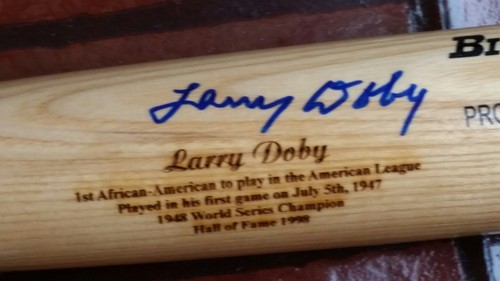 Larry Doby
Larry Doby
1st African-American to play in the American League
Played in his first game on July 5th, 1947
1948 World Series Champion
Hall of Fame 1998
PRO